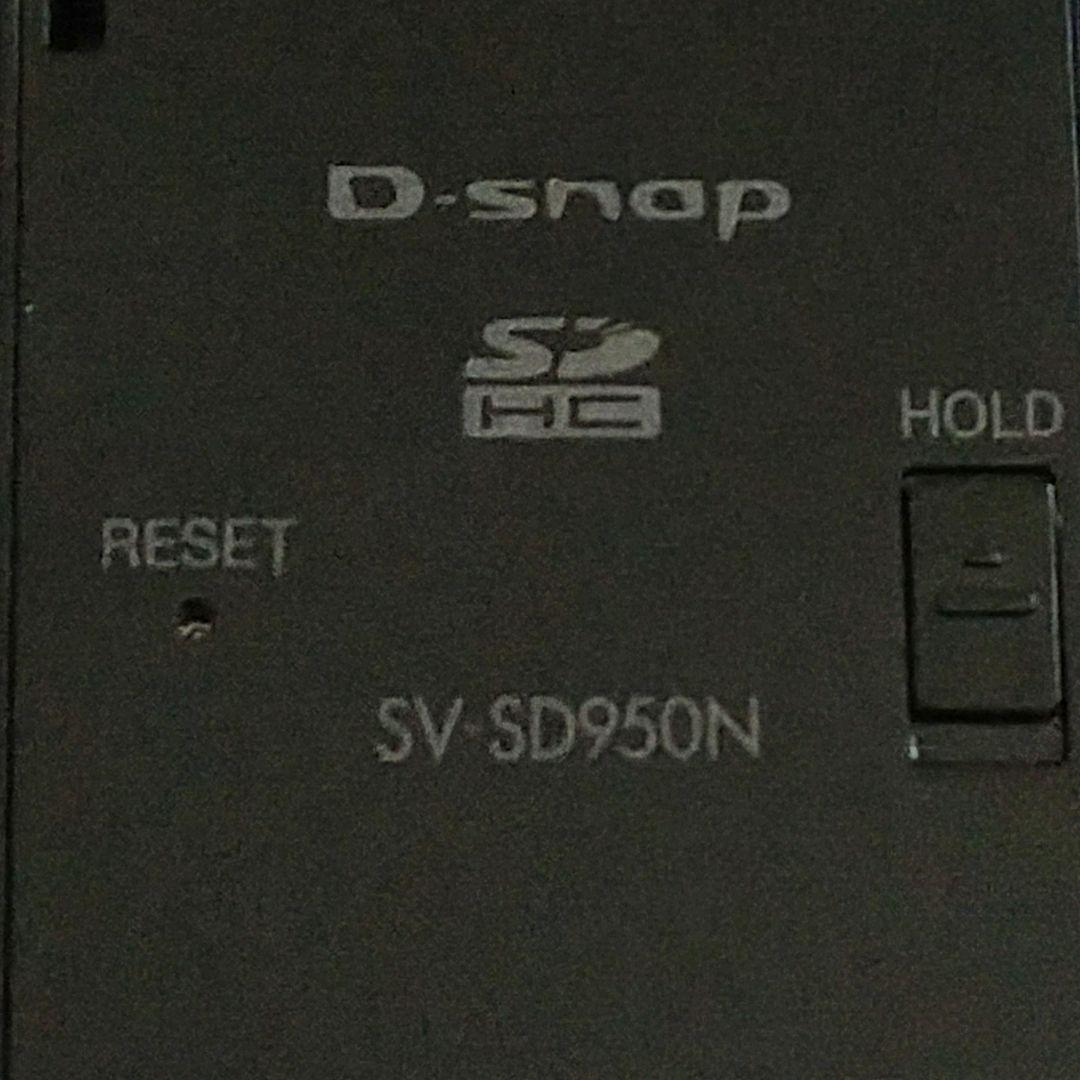 D-snap
SD
HC
HOLD
RESET
SV-SD950N